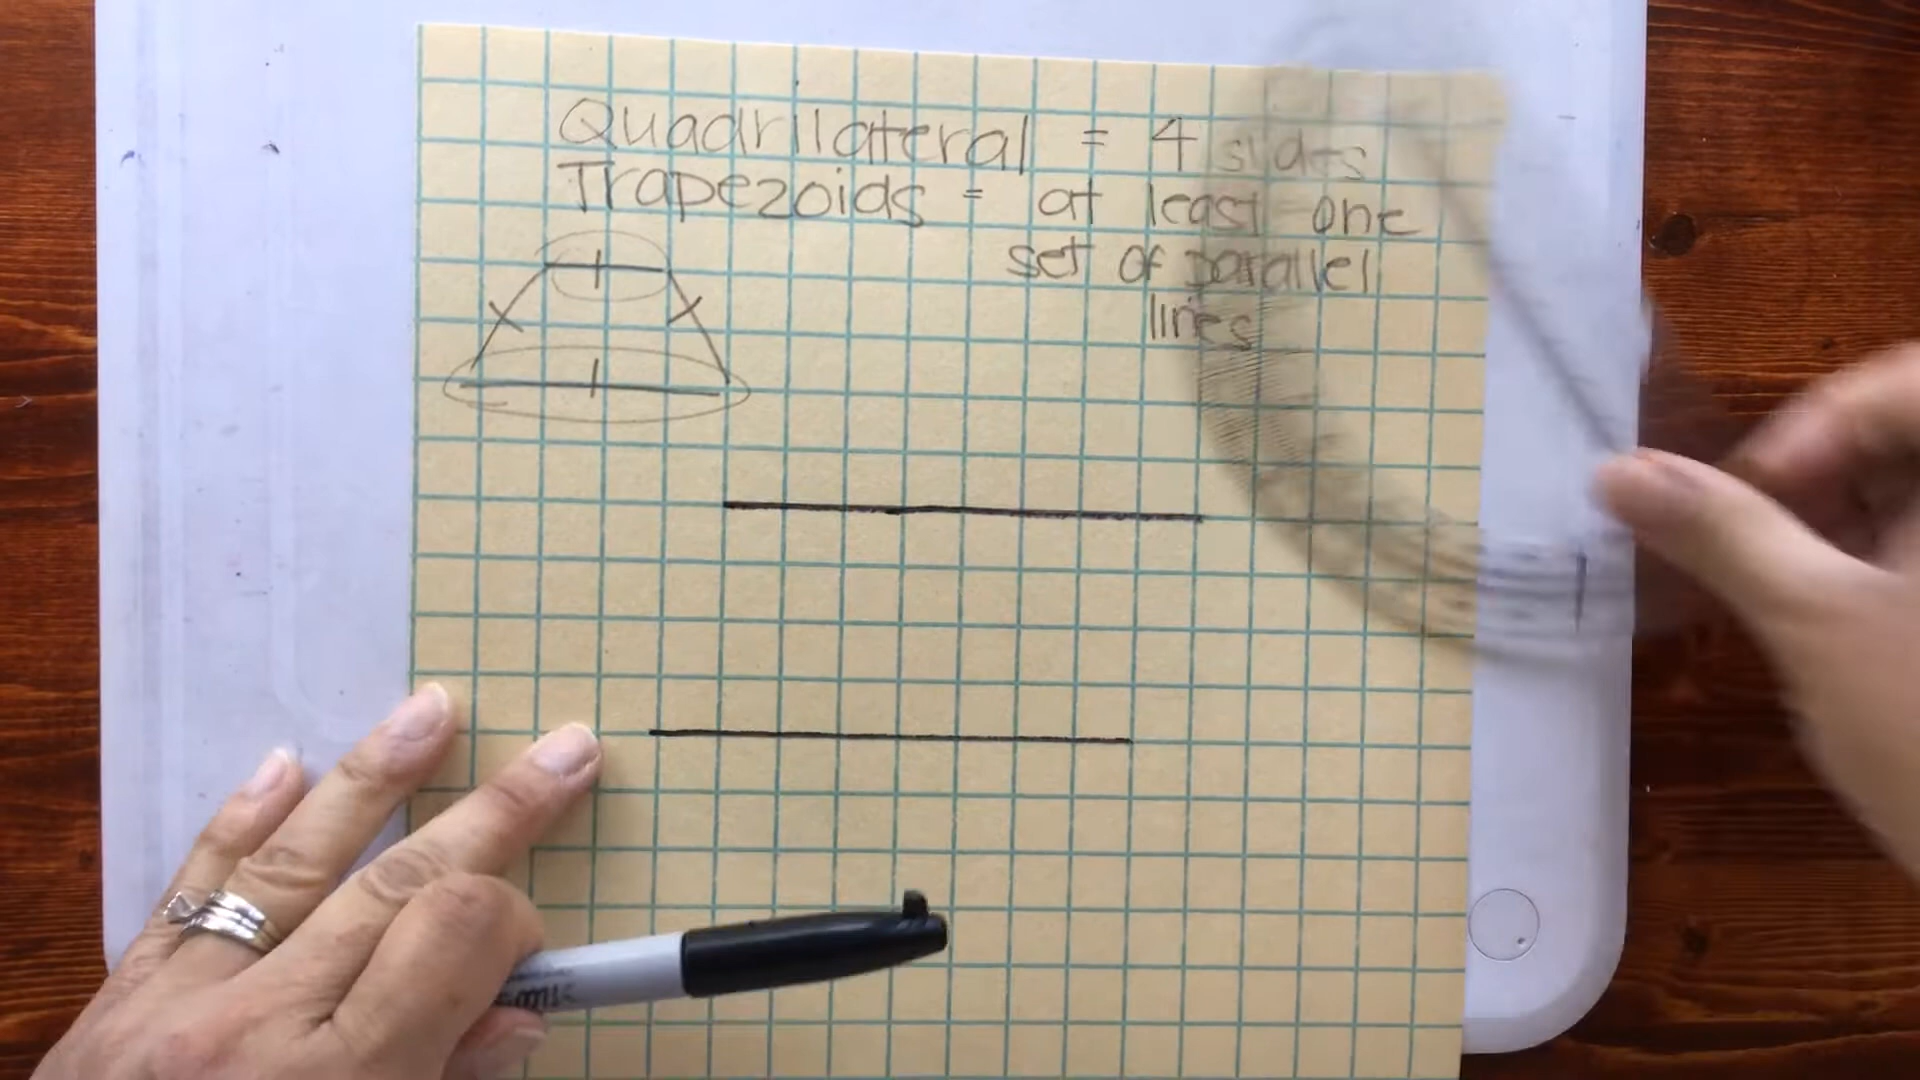 Quadrilateral = 4 sides
Trapezoids = at least one
set of parallel
lines